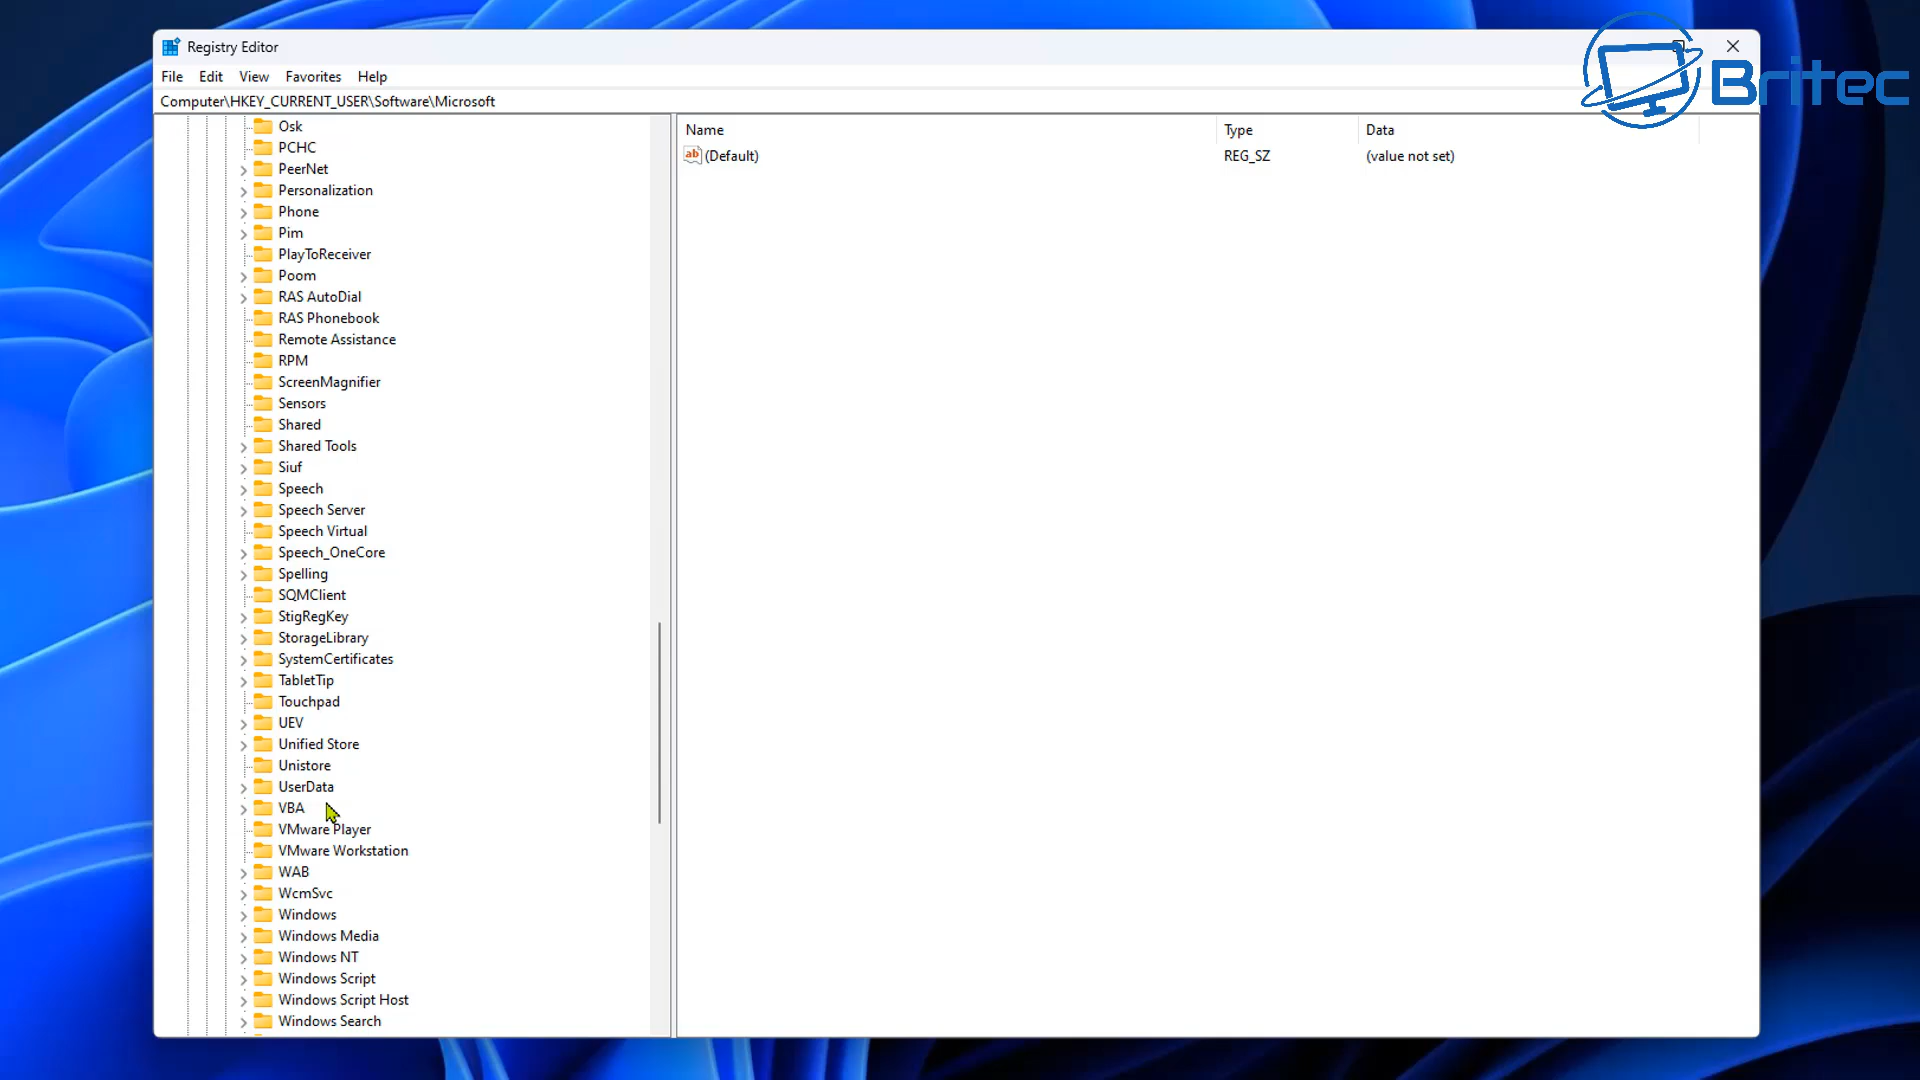 Registry Editor
File Edit View Favorites Help
Computer\HKEY_CURRENT_USER\Software\Microsoft
Britec
Name Type Data
(Default) REG_SZ (value not set)
Osk
PCHC
PeerNet
Personalization
Phone
Pim
PlayToReceiver
Poom
RAS AutoDial
RAS Phonebook
Remote Assistance
RPM
ScreenMagnifier
Sensors
Shared
Shared Tools
Siuf
Speech
Speech Server
Speech Virtual
Speech_OneCore
Spelling
SQMClient
StigRegKey
StorageLibrary
SystemCertificates
TabletTip
Touchpad
UEV
Unified Store
Unistore
UserData
VBA
VMware Player
VMware Workstation
WAB
WcmSvc
Windows
Windows Media
Windows NT
Windows Script
Windows Script Host
Windows Search